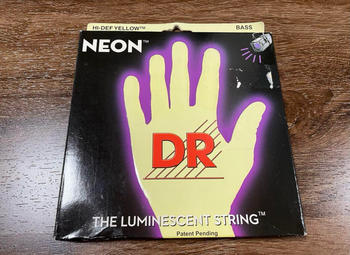 HI-DEF YELLOW™ BASS
NEON™
DR
THE LUMINESCENT STRING™
Patent Pending